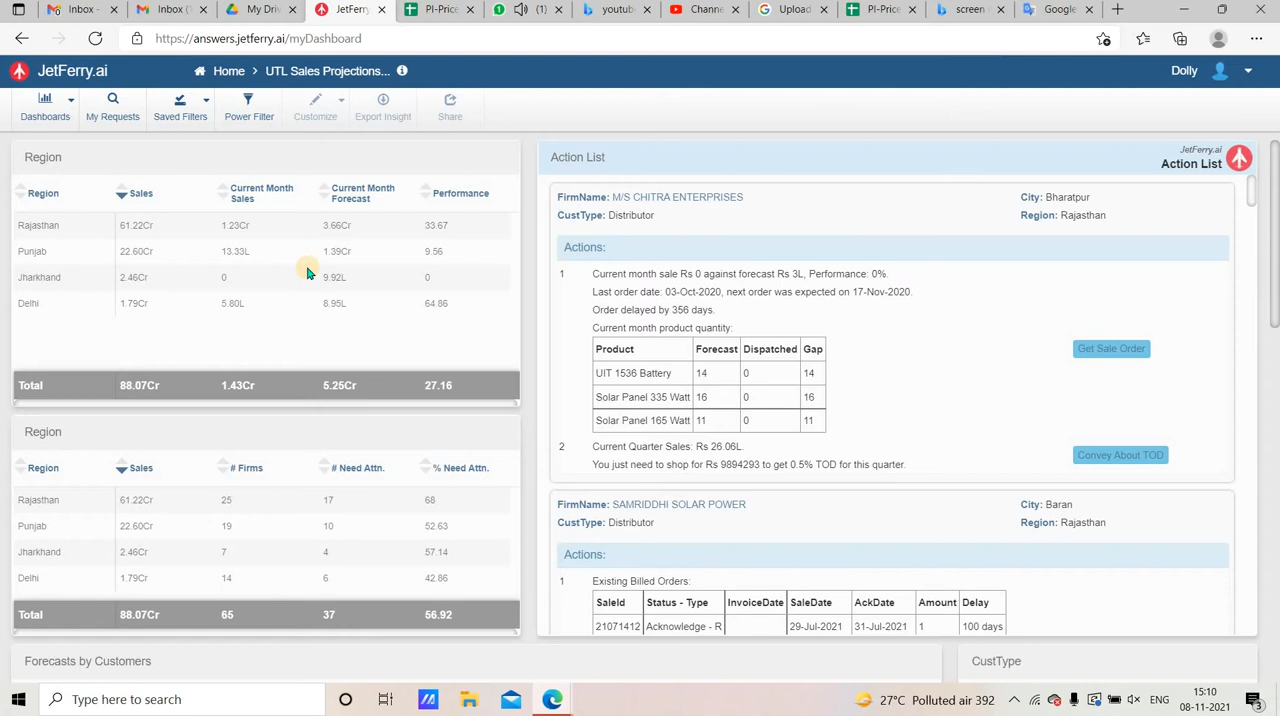 Inbox -
Inbox (
My Driv
JetFerry
PI-Price
(1)
youtub
Channe
Upload
PI-Price
screen
Google
https://answers.jetferry.ai/myDashboard
JetFerry.ai
Home > UTL Sales Projections...
Dolly
Dashboards
My Requests
Saved Filters
Power Filter
Customize
Export Insight
Share
Region
Region Sales Current Month Sales Current Month Forecast Performance
Rajasthan 61.22Cr 1.23Cr 3.66Cr 33.67
Punjab 22.60Cr 13.33L 1.39Cr 9.56
Jharkhand 2.46Cr 0 9.92L 0
Delhi 1.79Cr 5.80L 8.95L 64.86
Total 88.07Cr 1.43Cr 5.25Cr 27.16
Region
Region Sales # Firms # Need Attn. % Need Attn.
Rajasthan 61.22Cr 25 17 68
Punjab 22.60Cr 19 10 52.63
Jharkhand 2.46Cr 7 4 57.14
Delhi 1.79Cr 14 6 42.86
Total 88.07Cr 65 37 56.92
Forecasts by Customers
Action List
JetFerry.ai
Action List
FirmName: M/S CHITRA ENTERPRISES City: Bharatpur
CustType: Distributor Region: Rajasthan
Actions:
1 Current month sale Rs 0 against forecast Rs 3L, Performance: 0%.
Last order date: 03-Oct-2020, next order was expected on 17-Nov-2020.
Order delayed by 356 days.
Current month product quantity:
Product Forecast Dispatched Gap
UIT 1536 Battery 14 0 14
Solar Panel 335 Watt 16 0 16
Solar Panel 165 Watt 11 0 11
Get Sale Order
2 Current Quarter Sales: Rs 26.06L.
You just need to shop for Rs 9894293 to get 0.5% TOD for this quarter.
Convey About TOD
FirmName: SAMRIDDHI SOLAR POWER City: Baran
CustType: Distributor Region: Rajasthan
Actions:
1 Existing Billed Orders:
SaleId Status - Type InvoiceDate SaleDate AckDate Amount Delay
21071412 Acknowledge - R 29-Jul-2021 31-Jul-2021 1 100 days
CustType
Type here to search
27°C Polluted air 392
ENG
15:10
08-11-2021
3